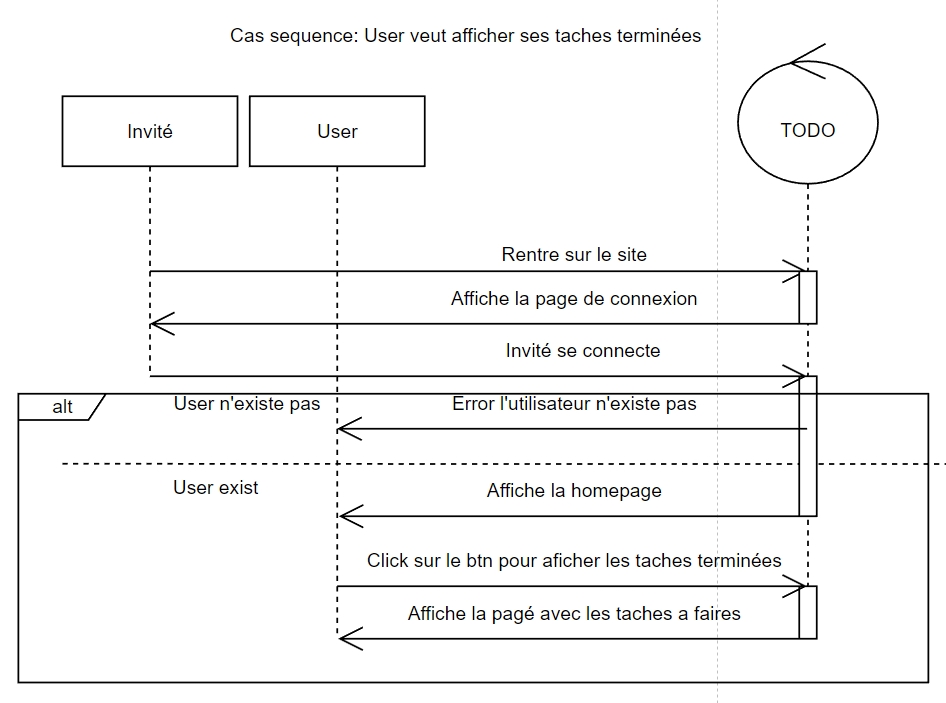 Cas sequence: User veut afficher ses taches terminées
Invité
User
TODO
Rentre sur le site
Affiche la page de connexion
Invité se connecte
alt
User n'existe pas
Error l'utilisateur n'existe pas
User exist
Affiche la homepage
Click sur le btn pour aficher les taches terminées
Affiche la pagé avec les taches a faires